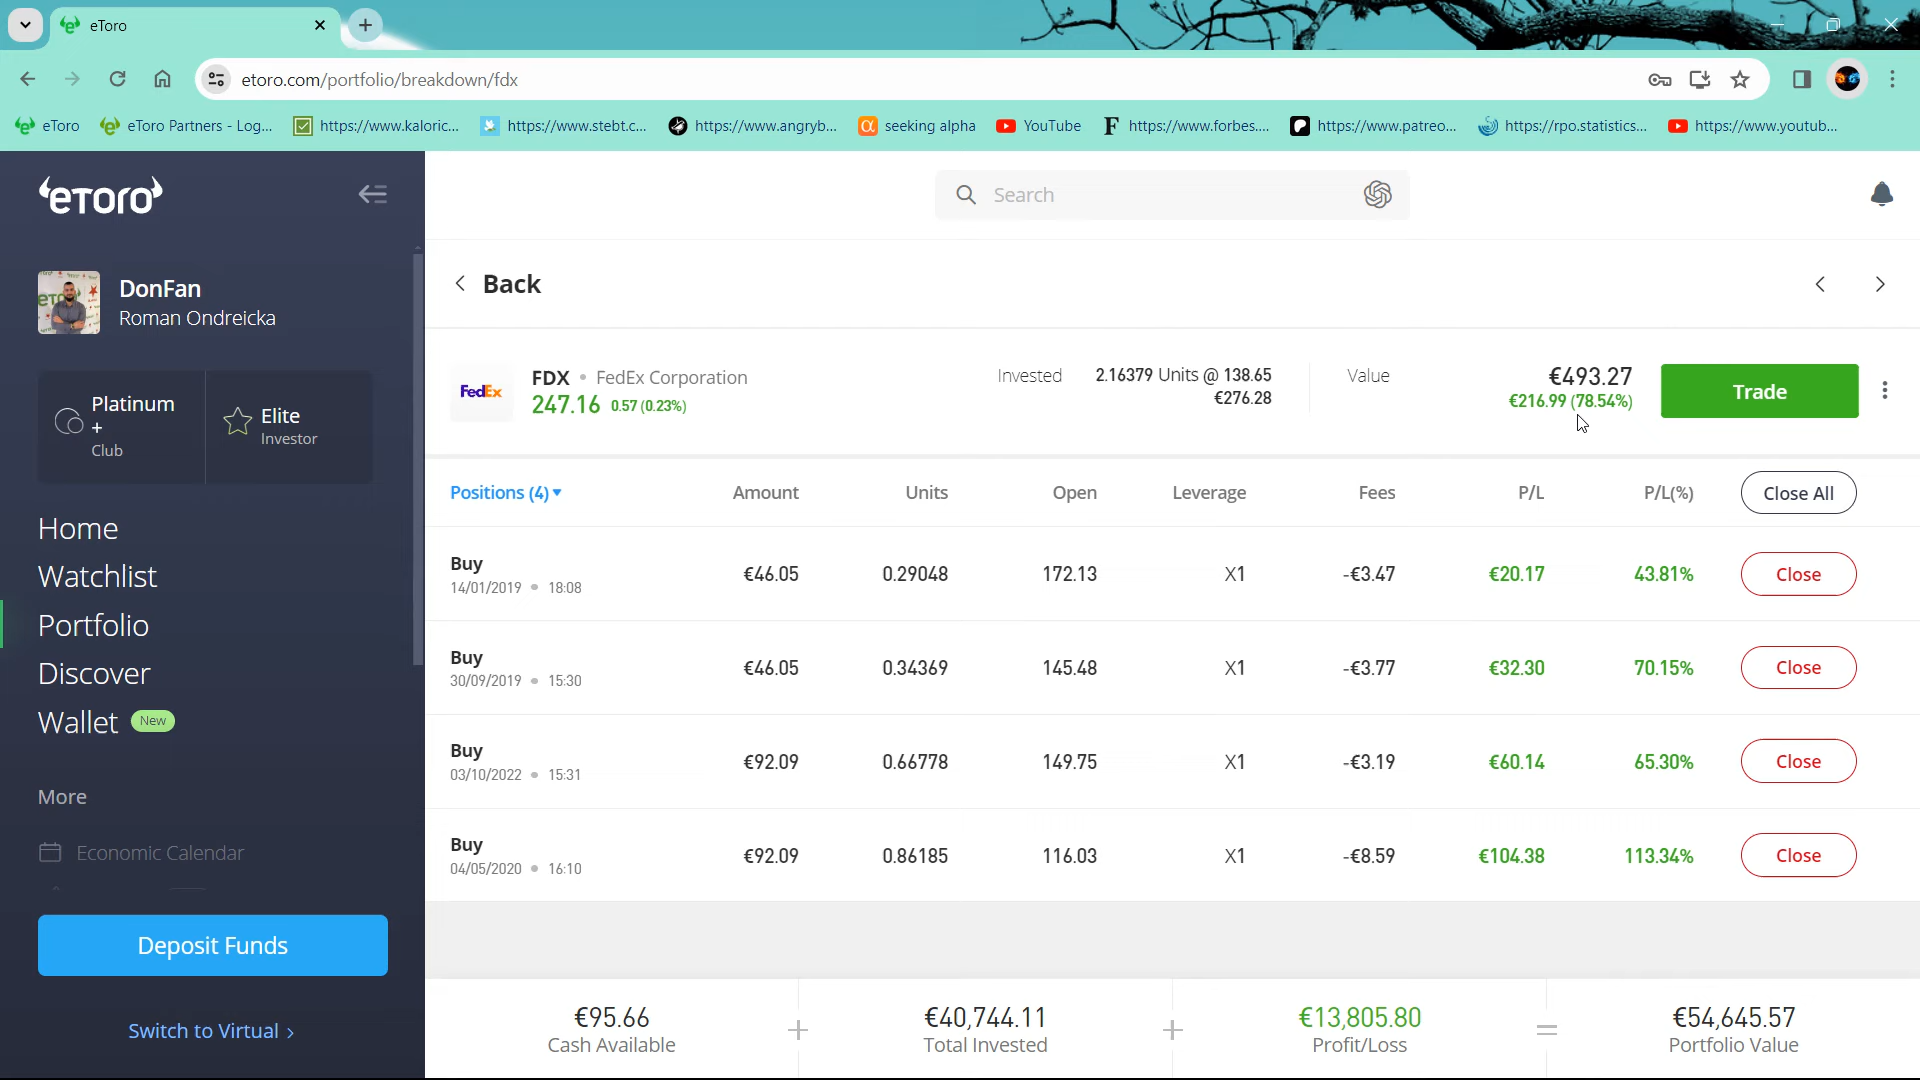 eToro
etoro.com/portfolio/breakdown/fdx
eToro
eToro Partners - Log...
https://www.kaloric...
https://www.stebt.c...
https://www.angryb...
seeking alpha
YouTube
https://www.forbes....
https://www.patreo...
https://rpo.statistics...
https://www.youtub...
eToro
DonFan
Roman Ondreicka
Platinum
+
Club
Elite
Investor
Home
Watchlist
Portfolio
Discover
Wallet New
More
Economic Calendar
Deposit Funds
Switch to Virtual >
Search
Back
FedEx
FDX • FedEx Corporation
247.16 0.57 (0.23%)
Invested 2.16379 Units @ 138.65
€276.28
Value €493.27
€216.99 (78.54%)
Trade
Positions (4) Amount Units Open Leverage Fees P/L P/L(%) Close All
Buy
14/01/2019 • 18:08
€46.05 0.29048 172.13 X1 -€3.47 €20.17 43.81% Close
Buy
30/09/2019 • 15:30
€46.05 0.34369 145.48 X1 -€3.77 €32.30 70.15% Close
Buy
03/10/2022 • 15:31
€92.09 0.66778 149.75 X1 -€3.19 €60.14 65.30% Close
Buy
04/05/2020 • 16:10
€92.09 0.86185 116.03 X1 -€8.59 €104.38 113.34% Close
€95.66 + €40,744.11 + €13,805.80 = €54,645.57
Cash Available Total Invested Profit/Loss Portfolio Value